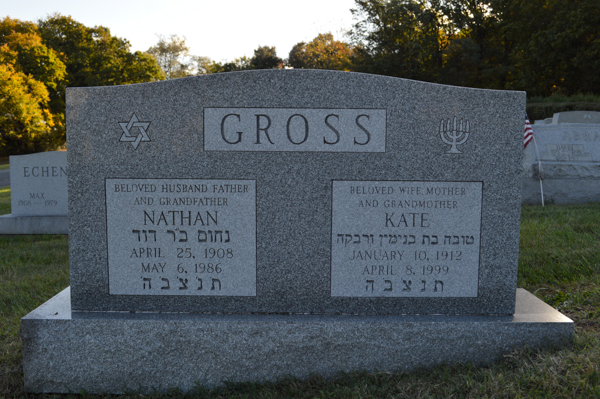 GROSS
BELOVED HUSBAND FATHER
AND GRANDFATHER
NATHAN
נחום ב״ר דוד
APRIL 25, 1908
MAY 6, 1986
ת נ צ ב ה
BELOVED WIFE MOTHER
AND GRANDMOTHER
KATE
טובה בת בנימין ורבקה
JANUARY 10, 1912
APRIL 8, 1999
ת נ צ ב ה
ECHEN
MAX